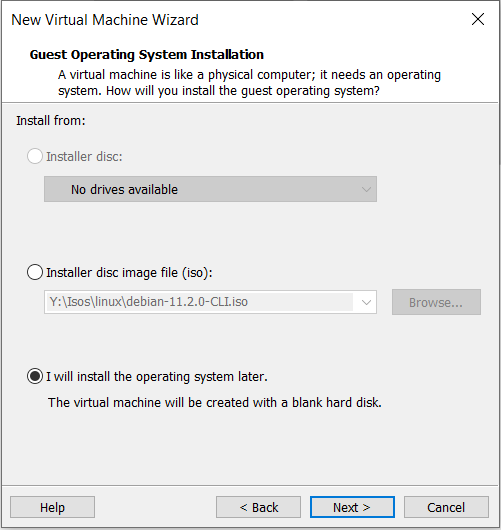 New Virtual Machine Wizard
Guest Operating System Installation
A virtual machine is like a physical computer; it needs an operating
system. How will you install the guest operating system?
Install from:
Installer disc:
No drives available
Installer disc image file (iso):
Y:\Isos\linux\debian-11.2.0-CLI.iso
Browse...
I will install the operating system later.
The virtual machine will be created with a blank hard disk.
Help
< Back
Next >
Cancel